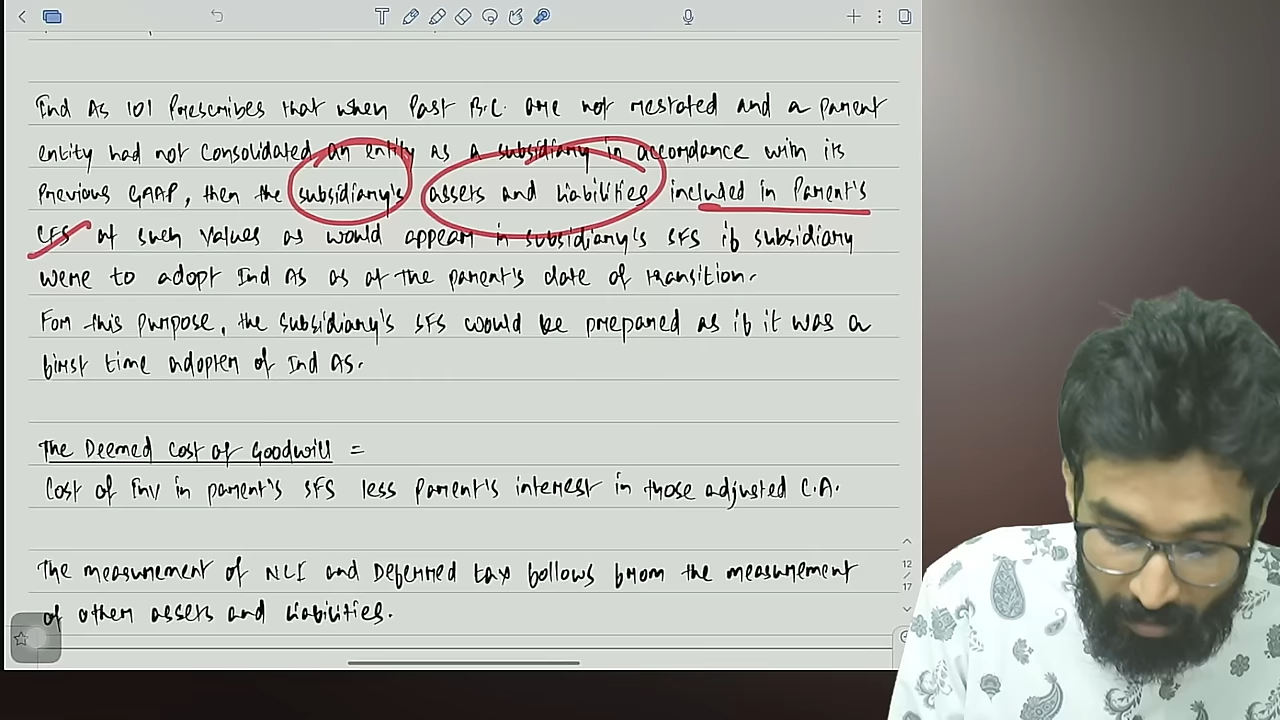 Ind AS 101 Prescribes that when Past B.C. are not restated and a parent
entity had not consolidated an entity as a subsidiary in accordance with its
Previous GAAP, then the subsidiary's assets and Liabilities included in Parent's
CFS at such values as would appear in subsidiary's SFS if subsidiary
were to adopt Ind AS as at the parent's date of transition.
For this purpose, the subsidiary's SFS would be prepared as if it was a
first time adopter of Ind AS.
The Deemed cost of Goodwill =
Cost of Inv in parent's SFS less Parent's interest in those adjusted C.A.
The measurement of NCI and Deferred tax follows from the measurement
of other assets and Liabilities.
12
/
17